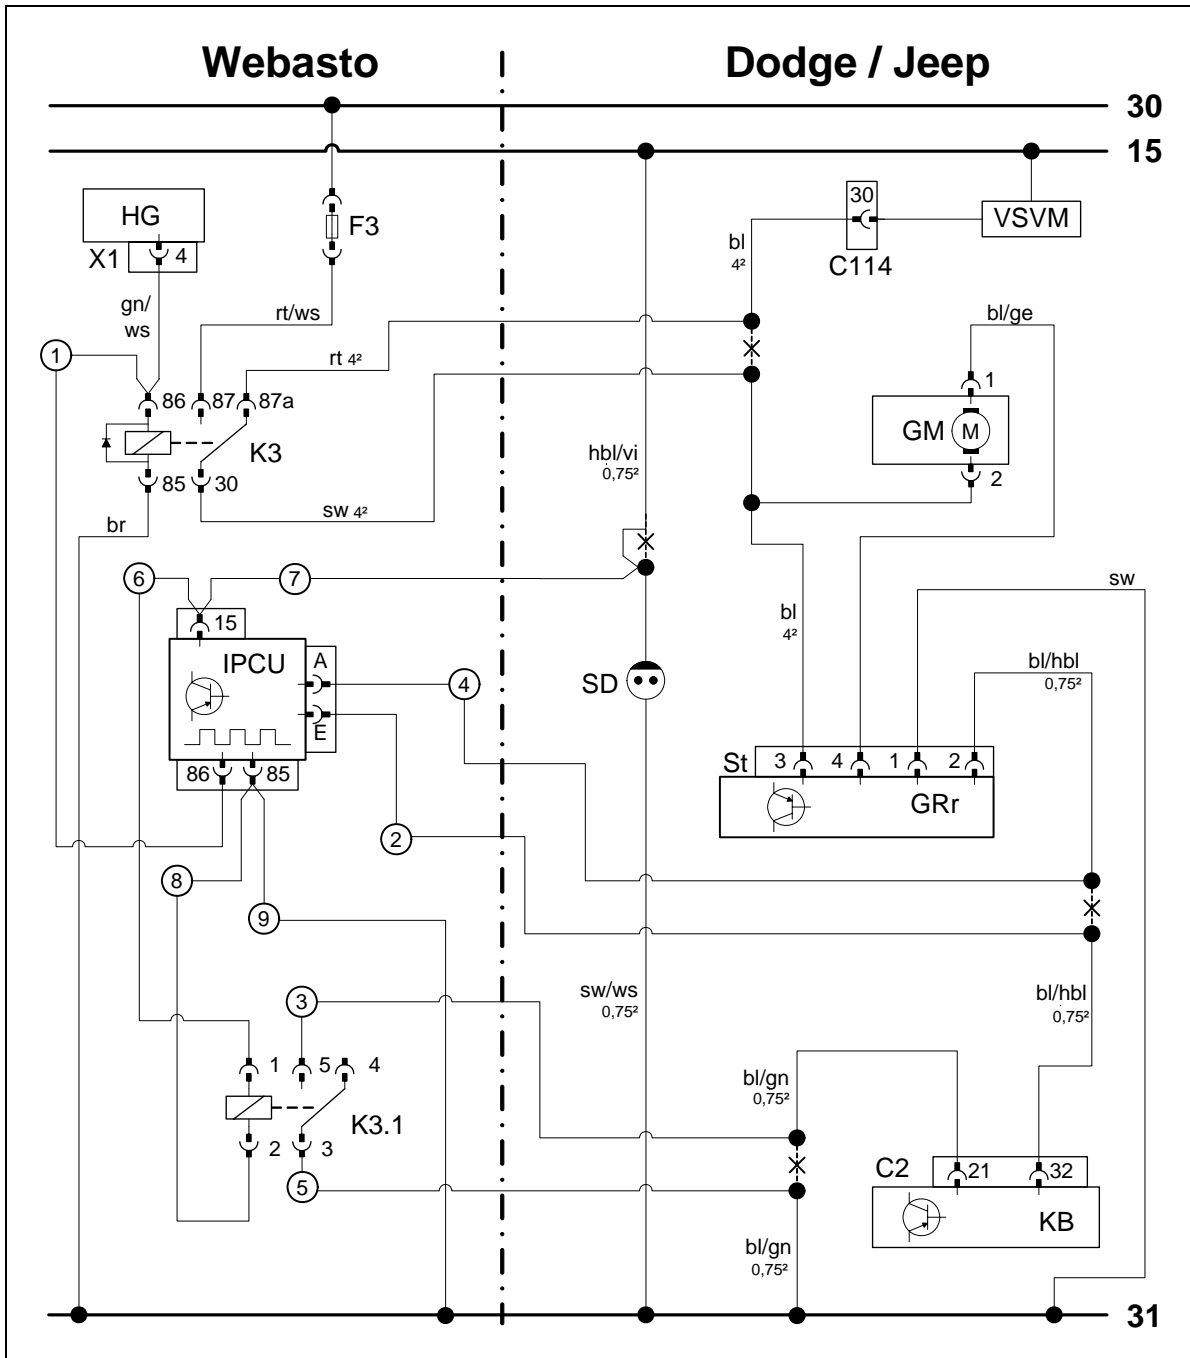 Webasto
Dodge / Jeep
30
15
HG
F3
30
VSVM
X1
4
bl
4²
C114
gn/
ws
rt/ws
bl/ge
1
rt 4²
1
86
87
87a
GM
M
K3
hbl/vi
0,75²
85
30
2
sw 4²
br
6
7
sw
15
bl
4²
IPCU
A
bl/hbl
0,75²
4
SD
E
St
3
4
1
2
86
85
GRr
2
8
9
sw/ws
0,75²
bl/hbl
0,75²
3
1
5
4
bl/gn
0,75²
K3.1
2
3
C2
21
32
5
KB
bl/gn
0,75²
31